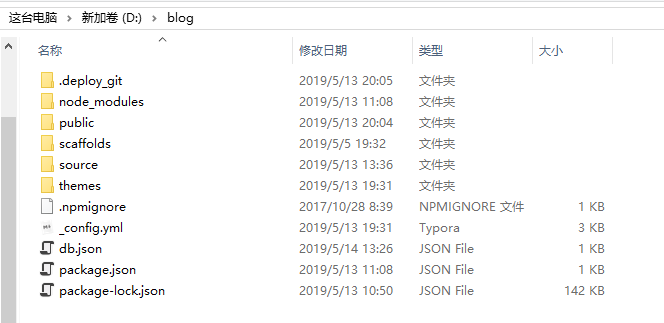 这台电脑 > 新加卷 (D:) > blog
名称 修改日期 类型 大小
.deploy_git 2019/5/13 20:05 文件夹
node_modules 2019/5/13 11:08 文件夹
public 2019/5/13 20:04 文件夹
scaffolds 2019/5/5 19:32 文件夹
source 2019/5/13 13:36 文件夹
themes 2019/5/13 19:31 文件夹
.npmignore 2017/10/28 8:39 NPMIGNORE 文件 1 KB
_config.yml 2019/5/13 19:31 Typora 3 KB
db.json 2019/5/14 13:26 JSON File 1 KB
package.json 2019/5/13 11:08 JSON File 1 KB
package-lock.json 2019/5/13 10:50 JSON File 142 KB